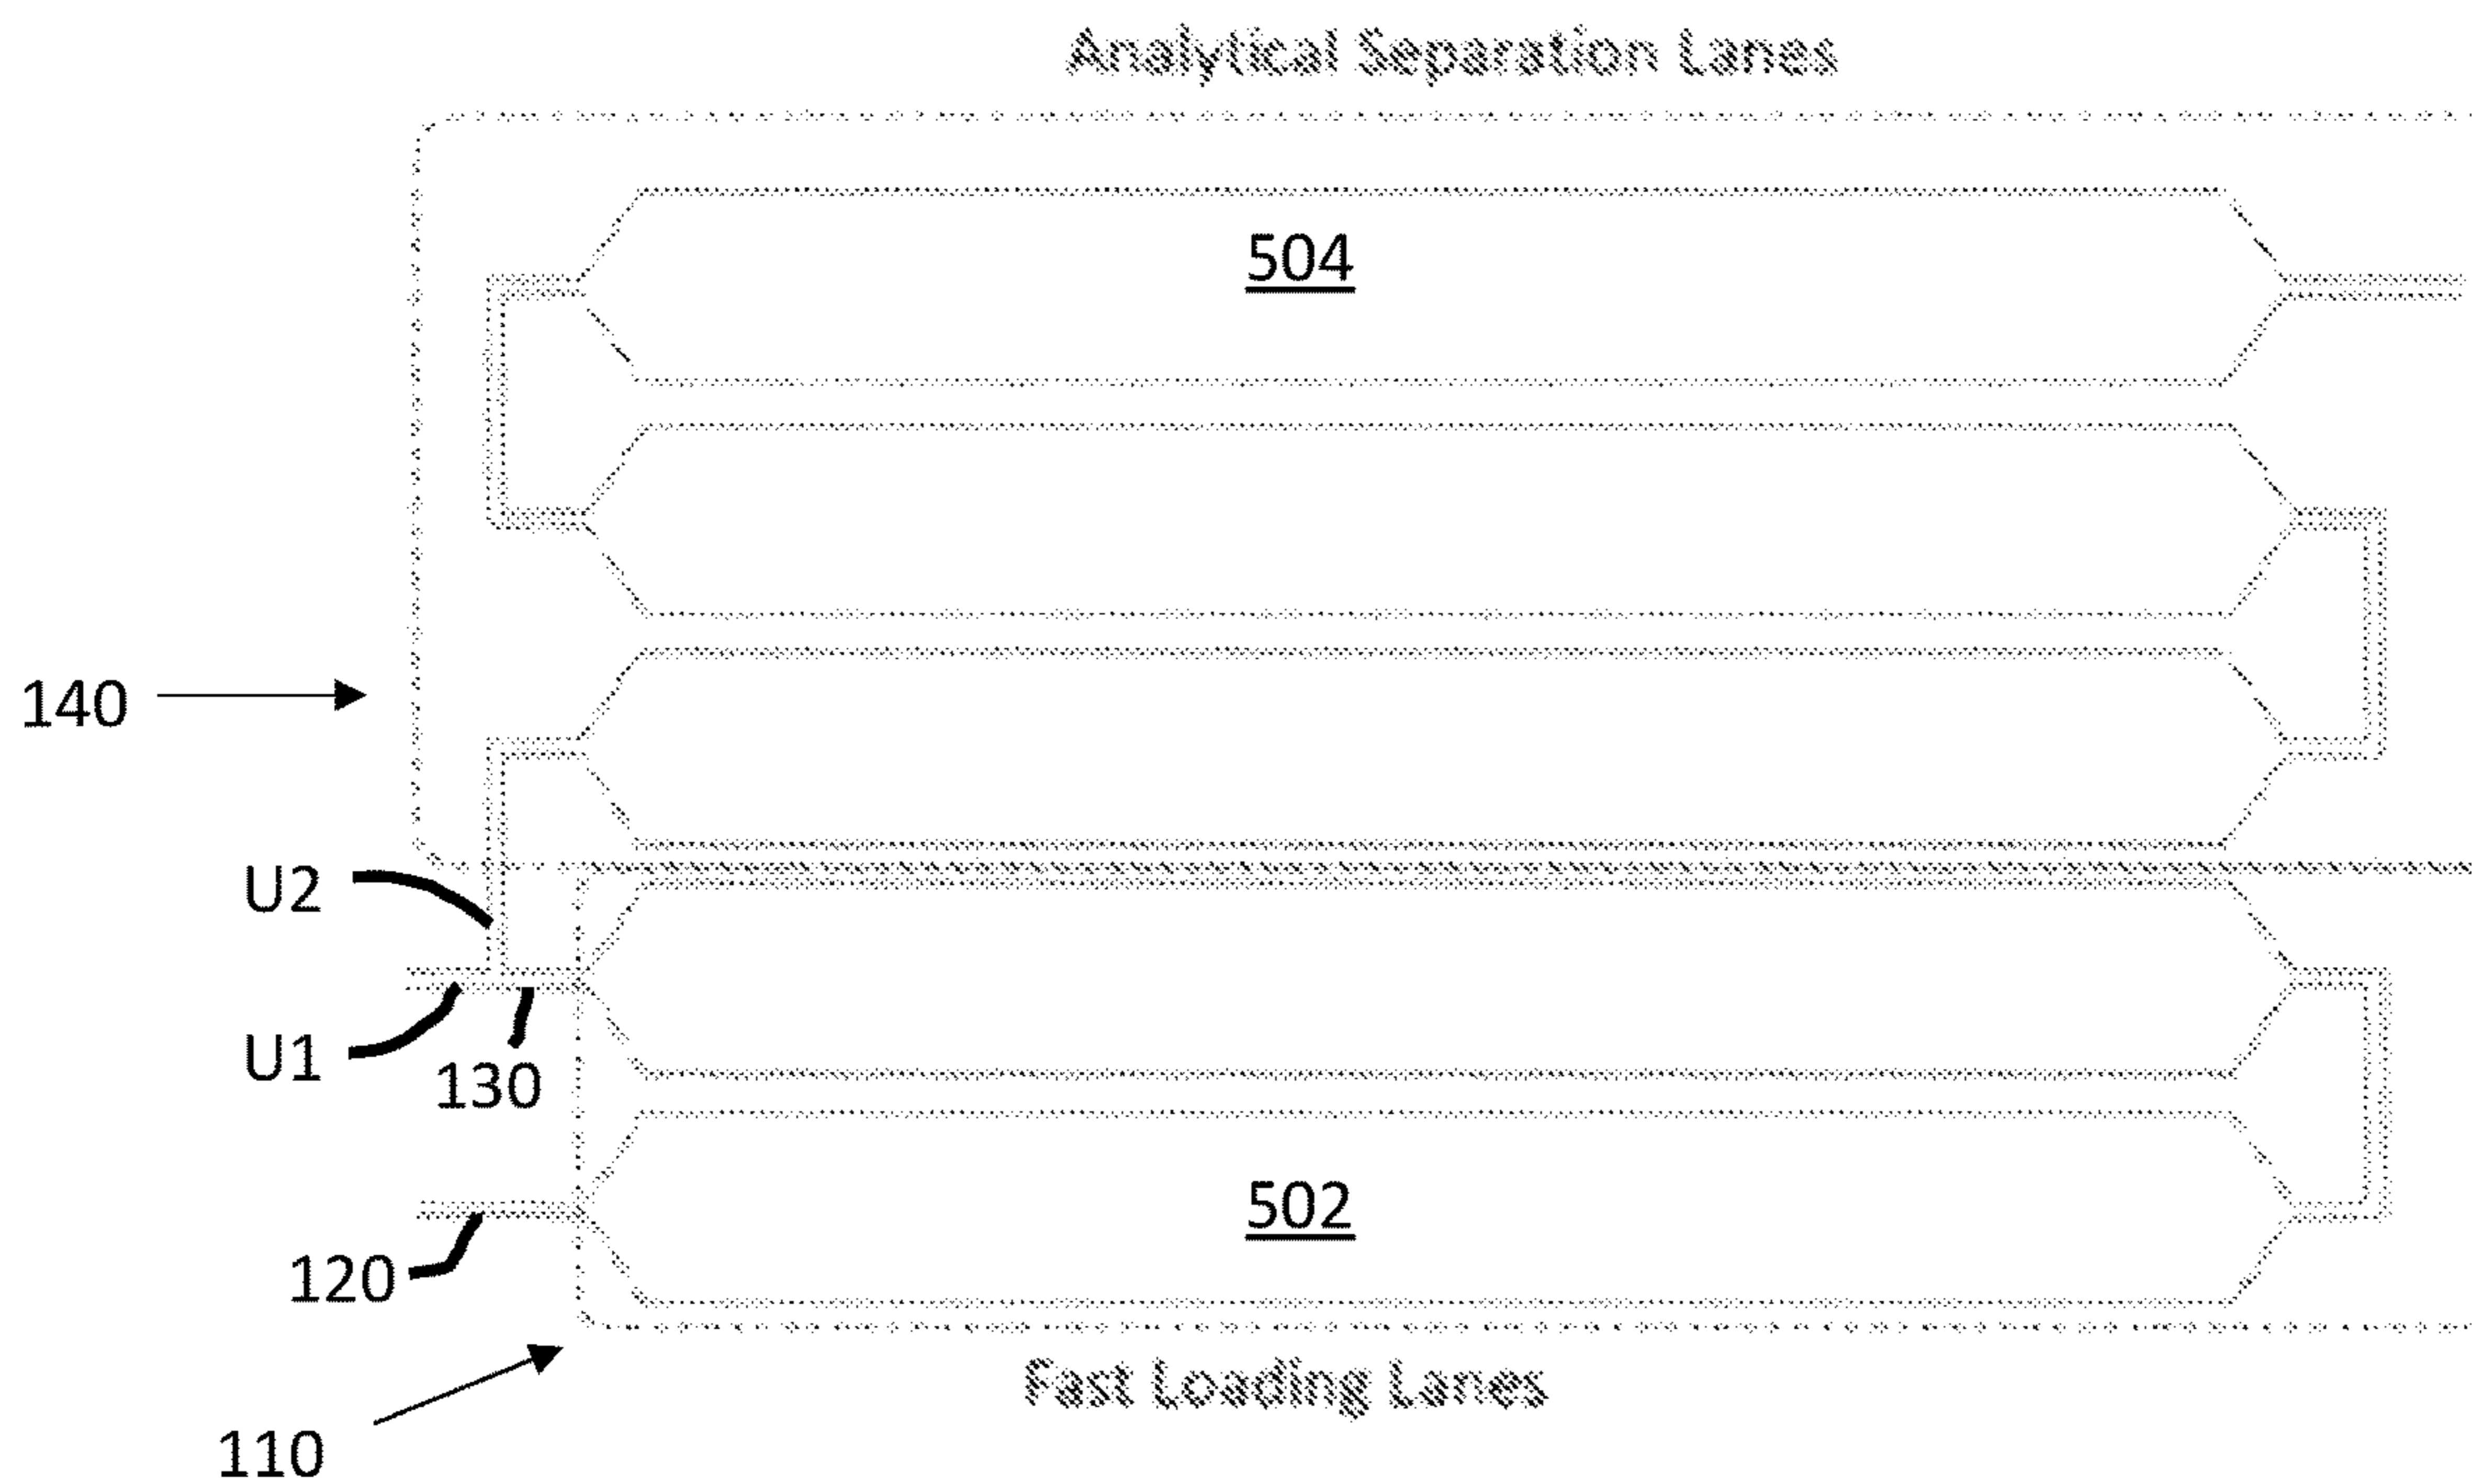 Analytical Separation Lanes
504
140
U2
U1
130
502
120
Fast Loading Lanes
110